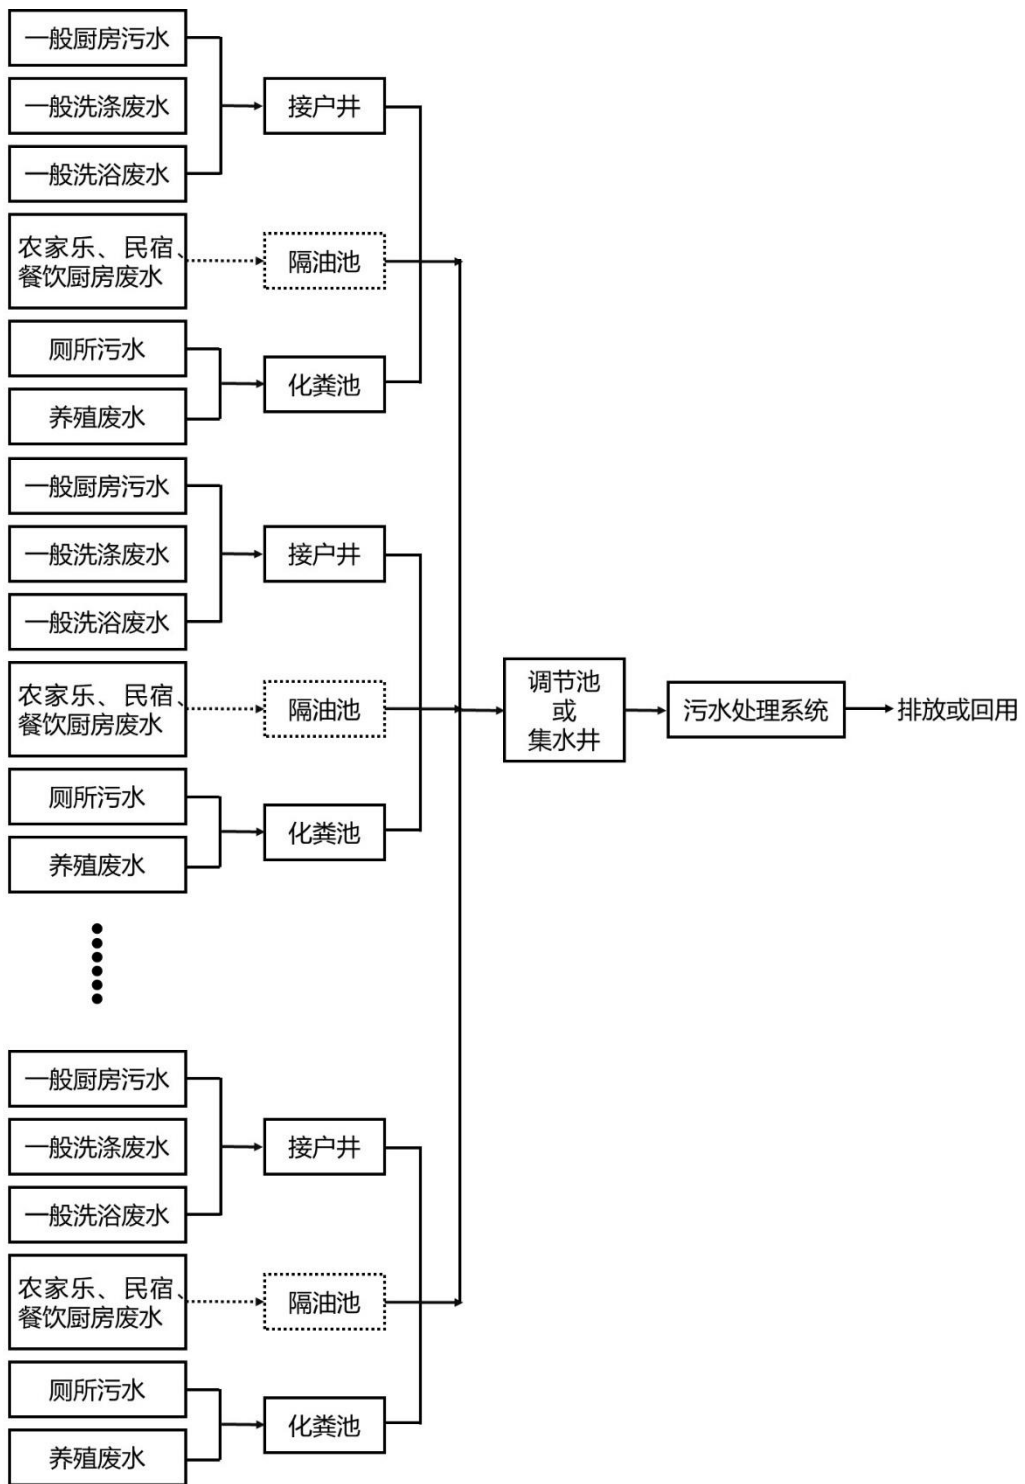 一般厨房污水
一般洗涤废水
接户井
一般洗浴废水
农家乐、民宿、
餐饮厨房废水
隔油池
厕所污水
化粪池
养殖废水
一般厨房污水
一般洗涤废水
接户井
一般洗浴废水
农家乐、民宿、
餐饮厨房废水
隔油池
厕所污水
化粪池
养殖废水
调节池
或
集水井
污水处理系统
排放或回用
一般厨房污水
一般洗涤废水
接户井
一般洗浴废水
农家乐、民宿、
餐饮厨房废水
隔油池
厕所污水
化粪池
养殖废水